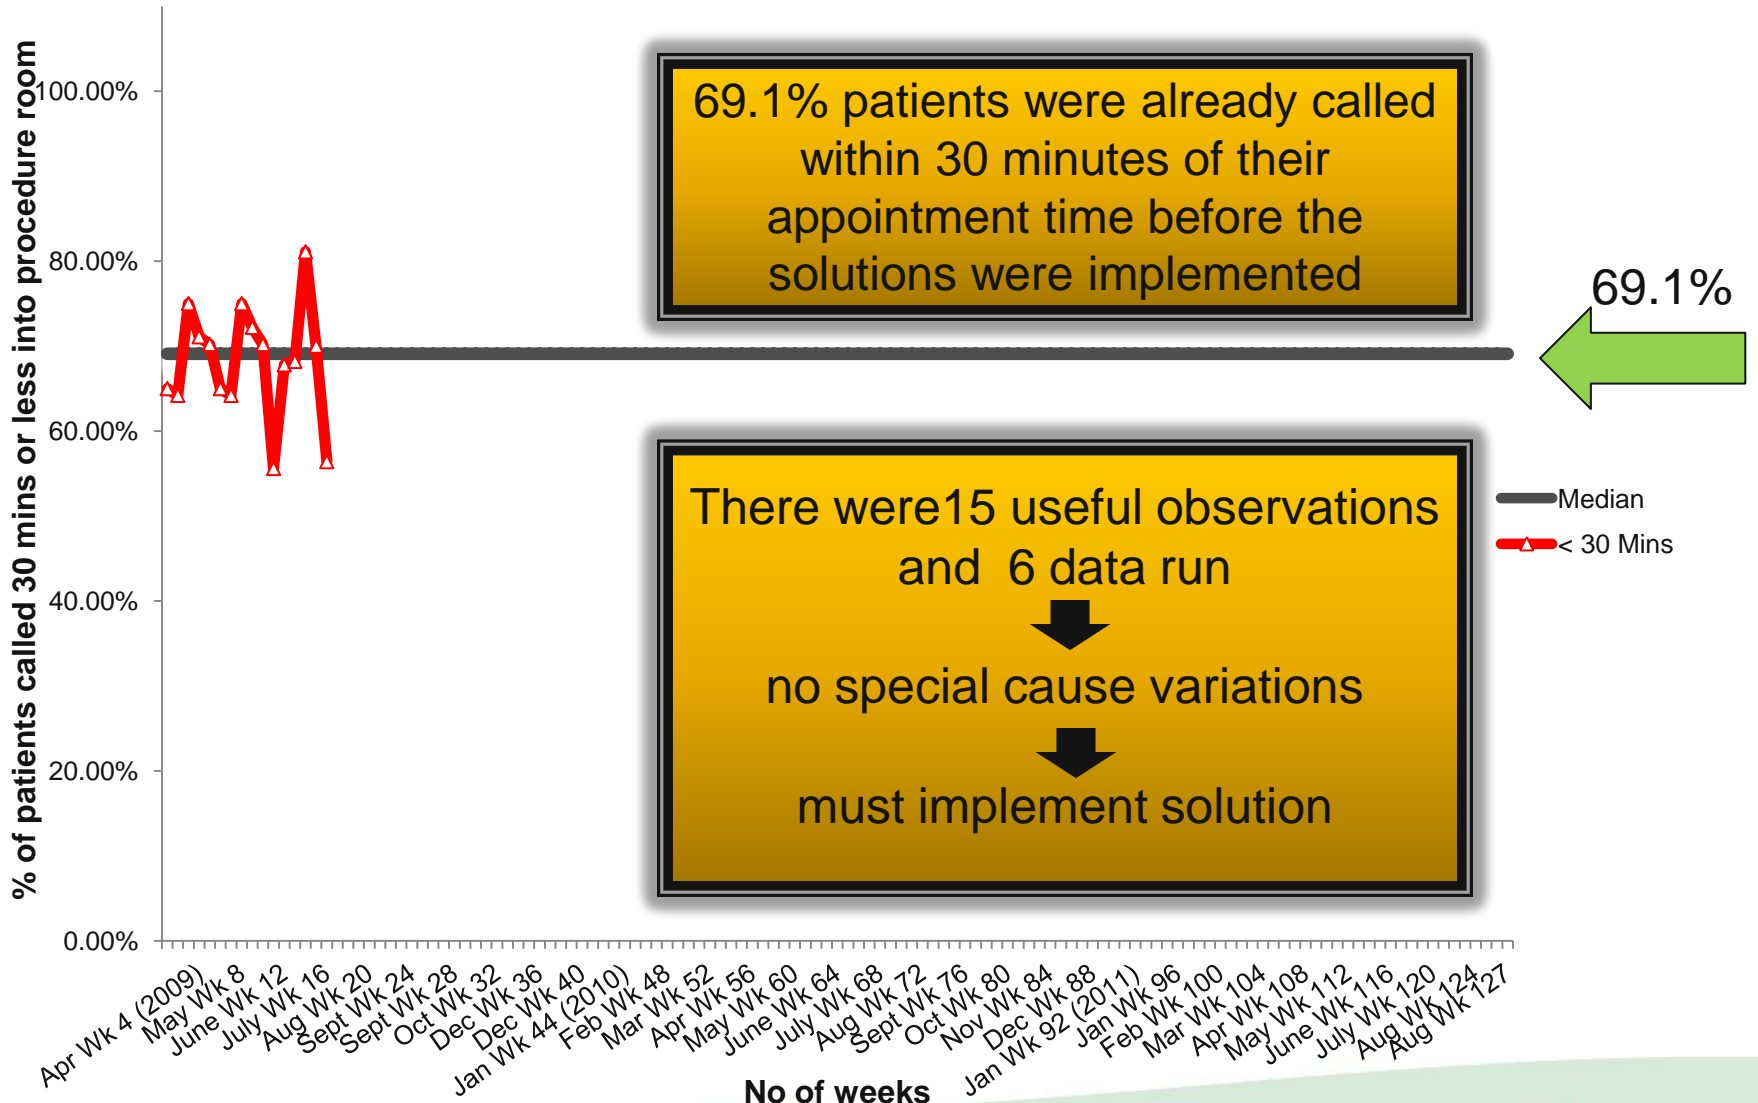 % of patients called 30 mins or less into procedure room
100.00%
80.00%
60.00%
40.00%
20.00%
0.00%
69.1% patients were already called
within 30 minutes of their
appointment time before the
solutions were implemented
69.1%
There were15 useful observations
and 6 data run
no special cause variations
must implement solution
Median
< 30 Mins
Apr Wk 4 (2009)
May Wk 8
June Wk 12
July Wk 16
Aug Wk 20
Sept Wk 24
Sept Wk 28
Oct Wk 32
Dec Wk 36
Dec Wk 40
Jan Wk 44 (2010)
Feb Wk 48
Mar Wk 52
Apr Wk 56
May Wk 60
June Wk 64
July Wk 68
Aug Wk 72
Sept Wk 76
Oct Wk 80
Nov Wk 84
Dec Wk 88
Jan Wk 92 (2011)
Jan Wk 96
Feb Wk 100
Mar Wk 104
Apr Wk 108
May Wk 112
June Wk 116
July Wk 120
Aug Wk 124
Aug Wk 127
No of weeks